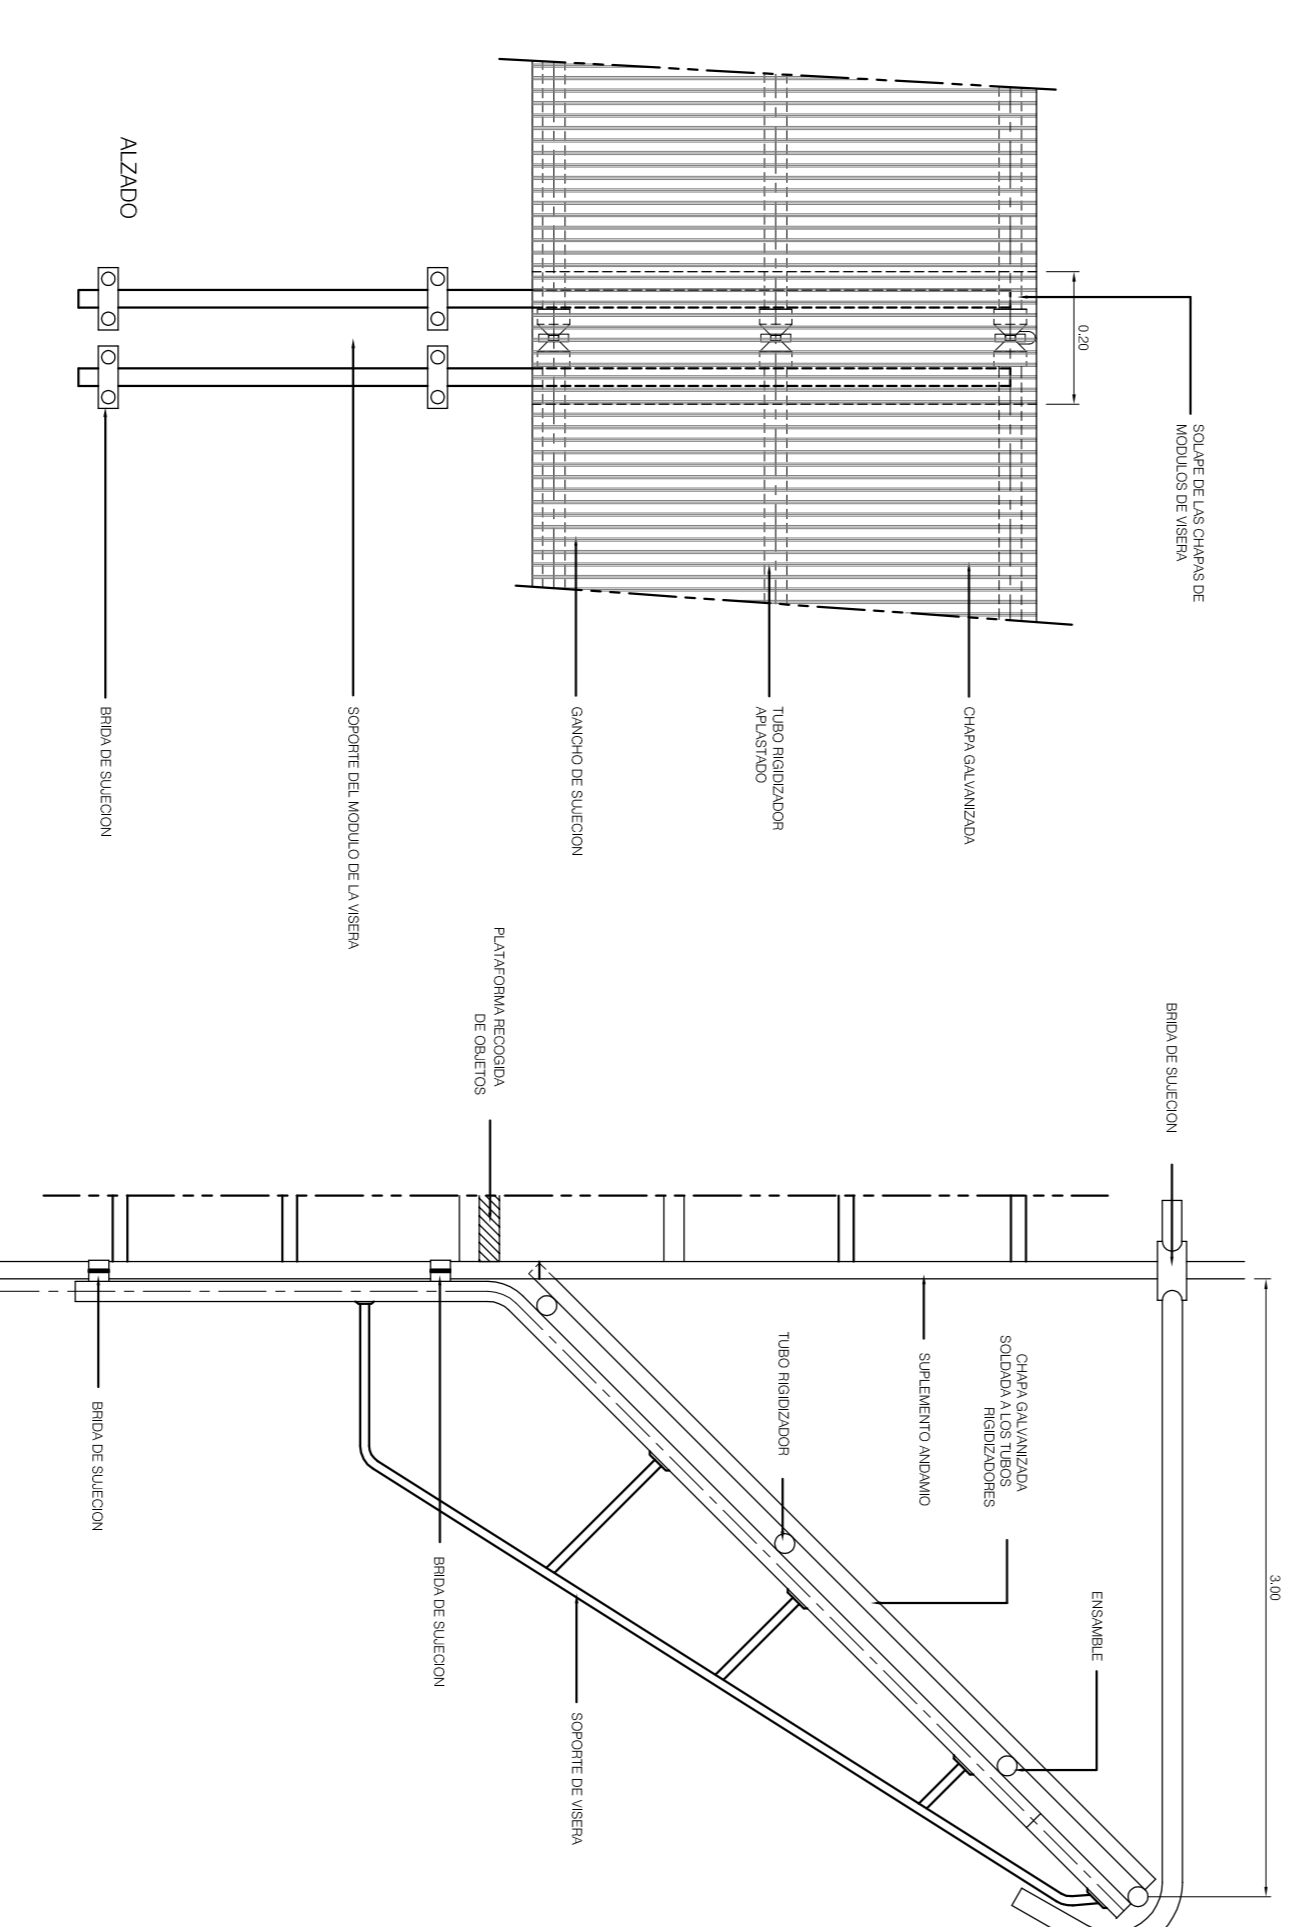 SOLAPE DE LAS CHAPAS DE
MODULOS DE VISERA
0.20
CHAPA GALVANIZADA
TUBO RIGIDIZADOR
APLASTADO
GANCHO DE SUJECION
SOPORTE DEL MODULO DE LA VISERA
BRIDA DE SUJECION
ALZADO
BRIDA DE SUJECION
3.00
PLATAFORMA RECOGIDA
DE OBJETOS
ENSAMBLE
CHAPA GALVANIZADA
SOLDADA A LOS TUBOS
RIGIDIZADORES
SUPLEMENTO ANDAMIO
TUBO RIGIDIZADOR
SOPORTE DE VISERA
BRIDA DE SUJECION
BRIDA DE SUJECION